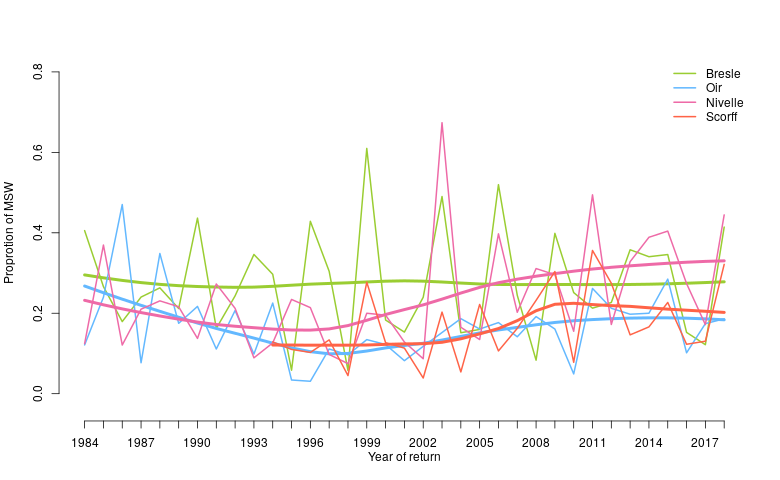 Bresle
Oir
Nivelle
Scorff
Proprotion of MSW
0.8
0.6
0.4
0.2
0.0
1984 1987 1990 1993 1996 1999 2002 2005 2008 2011 2014 2017
Year of return